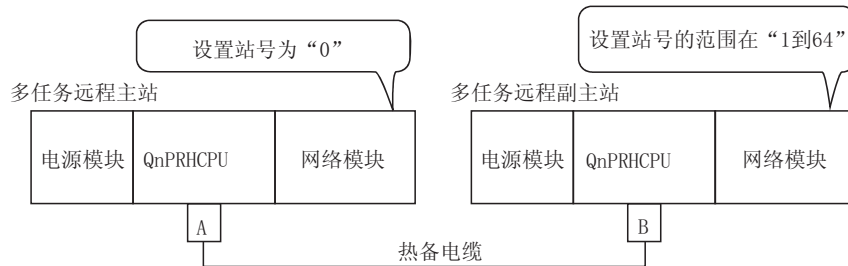 设置站号为“0”
设置站号的范围在“1到64”
多任务远程主站
多任务远程副主站
电源模块 QnPRHCPU 网络模块
电源模块 QnPRHCPU 网络模块
A
B
热备电缆